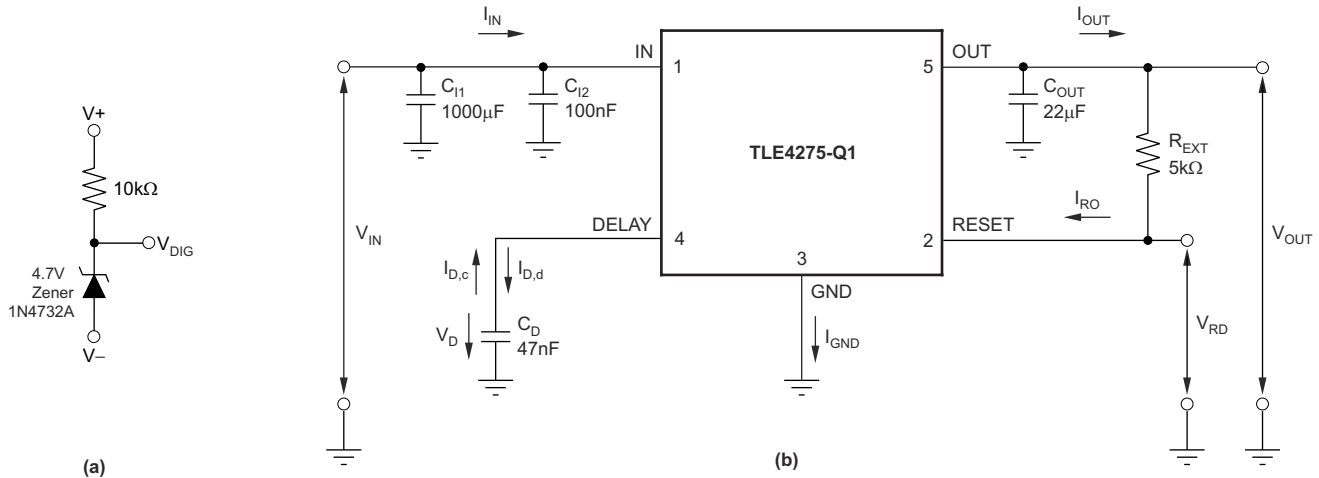 V+
10kΩ
V_DIG
4.7V
Zener
1N4732A
V–
(a)
I_IN
IN
1
C_I1
1000μF
C_I2
100nF
V_IN
TLE4275-Q1
DELAY
4
I_D,c
I_D,d
V_D
C_D
47nF
3
GND
I_GND
I_OUT
OUT
5
C_OUT
22μF
R_EXT
5kΩ
I_RO
RESET
2
V_RD
V_OUT
(b)